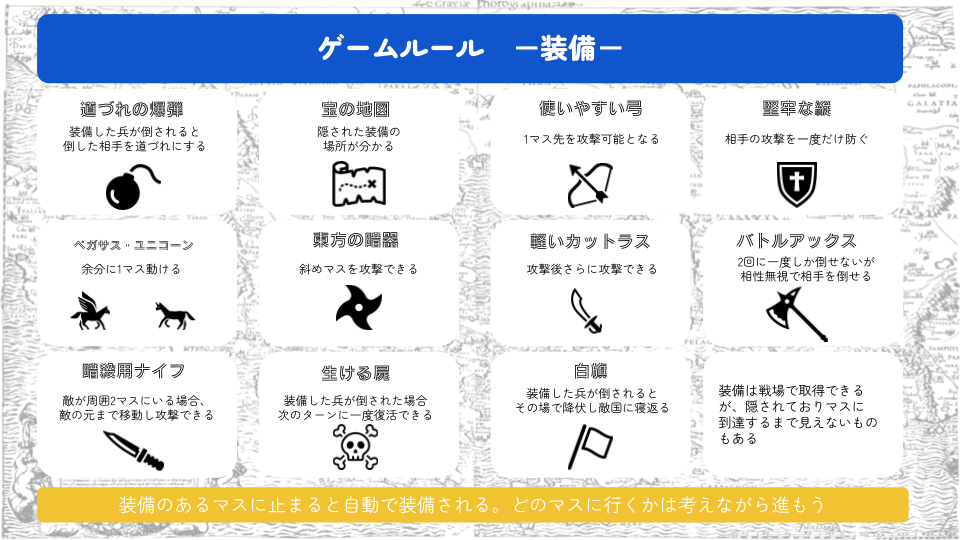 ゲームルール　ー装備ー
道づれの爆弾
装備した兵が倒されると
倒した相手を道づれにする
宝の地図
隠された装備の
場所が分かる
使いやすい弓
1マス先を攻撃可能となる
堅牢な縦
相手の攻撃を一度だけ防ぐ
ペガサス・ユニコーン
余分に1マス動ける
東方の暗器
斜めマスを攻撃できる
軽いカットラス
攻撃後さらに攻撃できる
バトルアックス
2回に一度しか倒せないが
相性無視で相手を倒せる
暗殺用ナイフ
敵が周囲2マスにいる場合、
敵の元まで移動し攻撃できる
生ける屍
装備した兵が倒された場合
次のターンに一度復活できる
白旗
装備した兵が倒されると
その場で降伏し敵国に寝返る
装備は戦場で取得できる
が、隠されておりマスに
到達するまで見えないもの
もある
装備のあるマスに止まると自動で装備される。どのマスに行くかは考えながら進もう